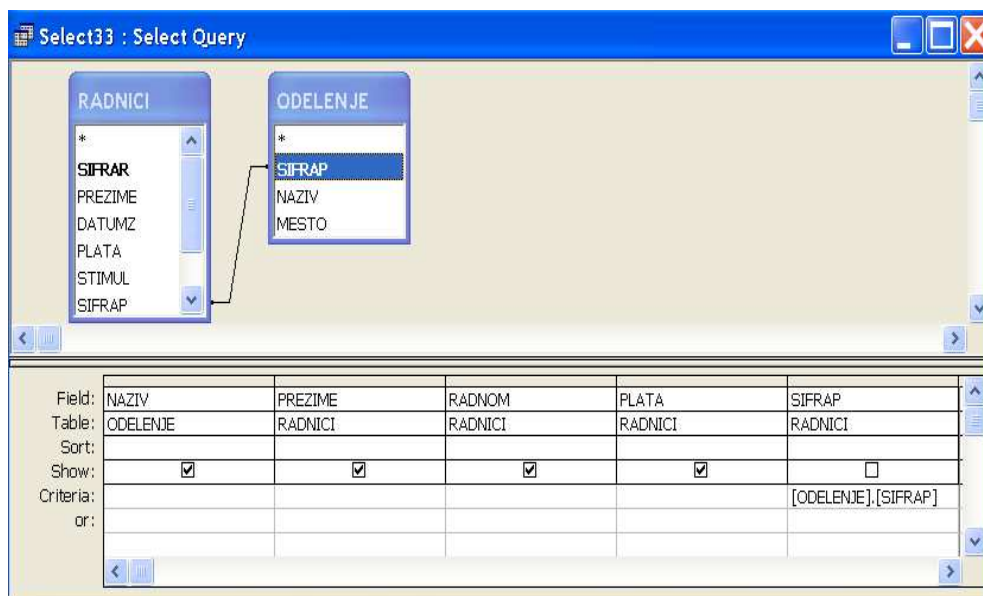 Select33 : Select Query
RADNICI
*
SIFRAR
PREZIME
DATUMZ
PLATA
STIMUL
SIFRAP
ODELENJE
*
SIFRAP
NAZIV
MESTO
Field: NAZIV PREZIME RADNOM PLATA SIFRAP
Table: ODELENJE RADNICI RADNICI RADNICI RADNICI
Sort:
Show:
Criteria: [ODELENJE].[SIFRAP]
or: